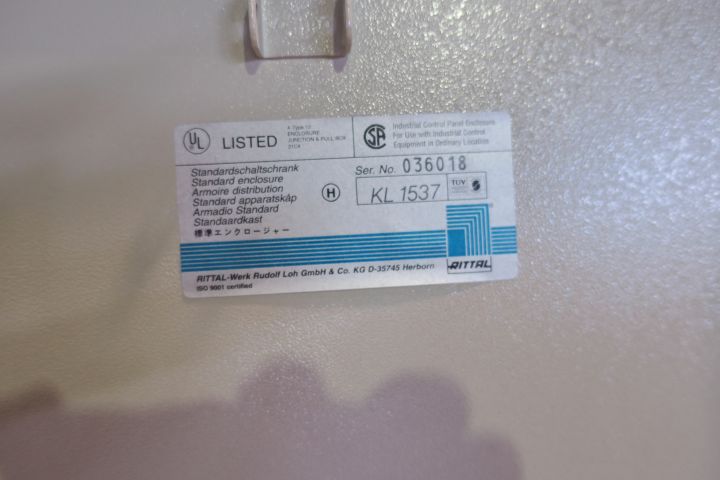 UL LISTED
Type 12
ENCLOSURE
JUNCTION & PULL BOX
31C4
SA
Industrial Control Panel Enclosure
For Use with Industrial Control
Equipment in Ordinary Location
Standardschaltschrank
Standard enclosure
Armoire distribution
Standard apparatskåp
Armadio Standard
Standaardkast
標準エンクロージャー
H
Ser. No. 036018
KL 1537
TÜV
RITTAL
RITTAL-Werk Rudolf Loh GmbH & Co. KG D-35745 Herborn
ISO 9001 certified